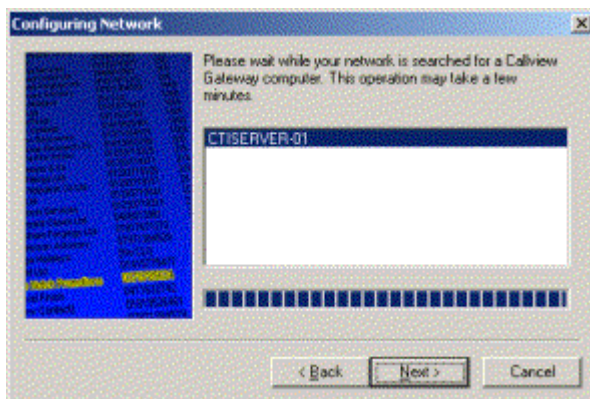 Configuring Network
Please wait while your network is searched for a Callview
Gateway computer. This operation may take a few
minutes.
CTISERVER-01
< Back
Next >
Cancel